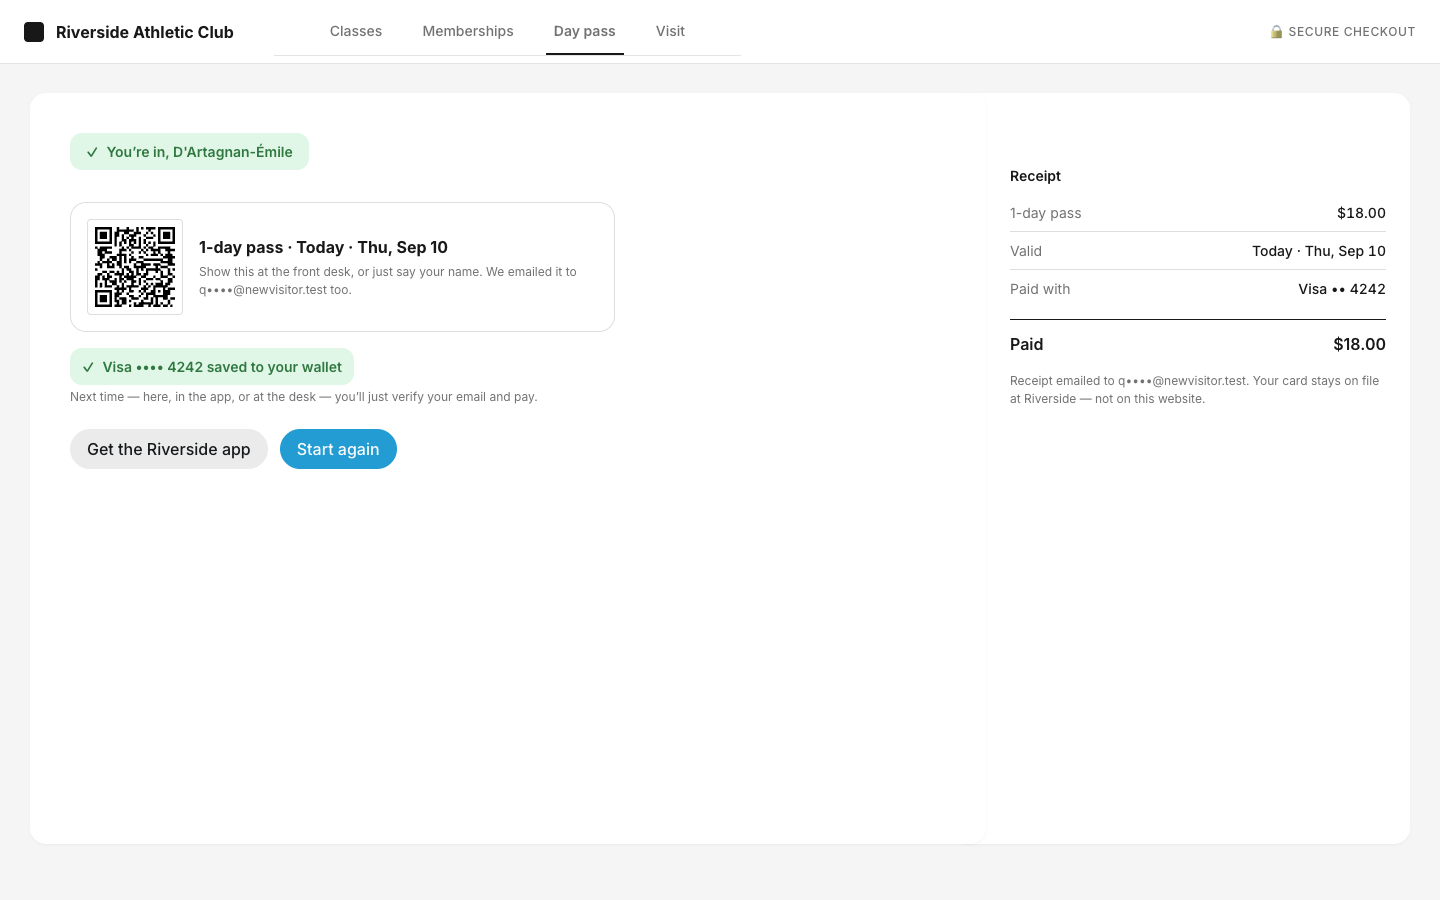 Riverside Athletic Club
Classes
Memberships
Day pass
Visit
🔒 SECURE CHECKOUT
✓ You’re in, D'Artagnan-Émile
1-day pass · Today · Thu, Sep 10
Show this at the front desk, or just say your name. We emailed it to
q••••@newvisitor.test too.
✓ Visa •••• 4242 saved to your wallet
Next time — here, in the app, or at the desk — you’ll just verify your email and pay.
Get the Riverside app
Start again
Receipt
1-day pass $18.00
Valid Today · Thu, Sep 10
Paid with Visa •• 4242
Paid $18.00
Receipt emailed to q••••@newvisitor.test. Your card stays on file
at Riverside — not on this website.